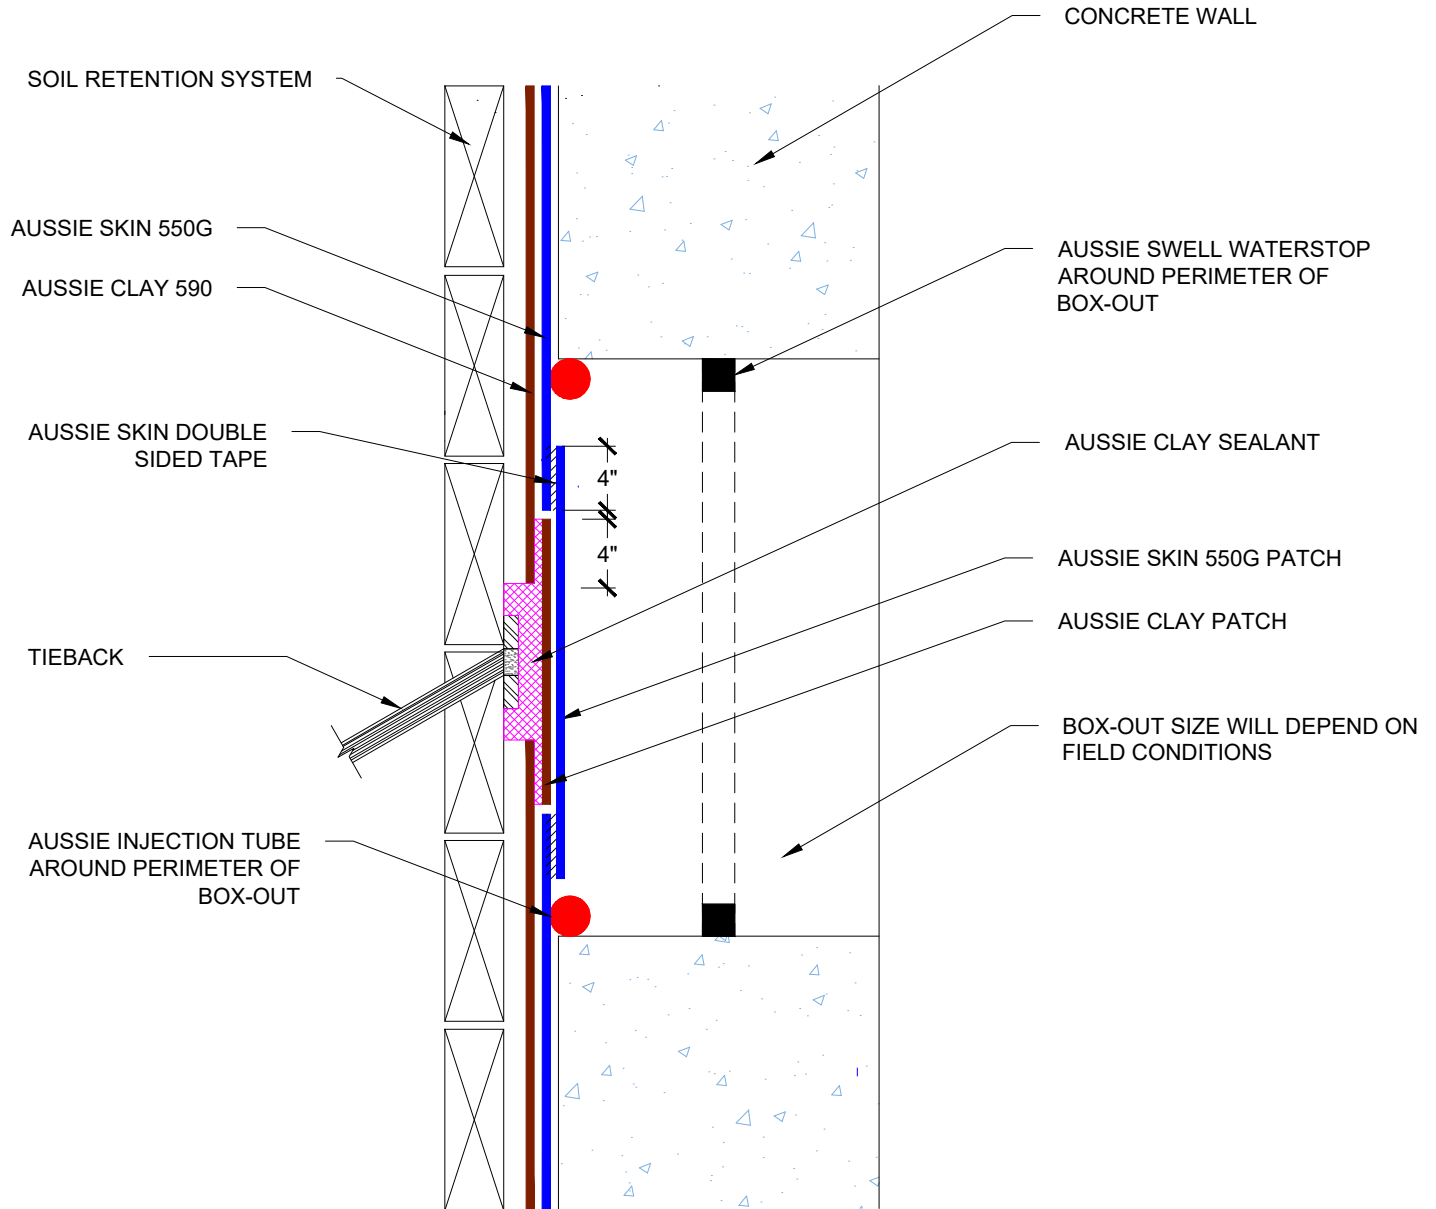 CONCRETE WALL
SOIL RETENTION SYSTEM
AUSSIE SKIN 550G
AUSSIE SWELL WATERSTOP
AROUND PERIMETER OF
BOX-OUT
AUSSIE CLAY 590
AUSSIE SKIN DOUBLE
SIDED TAPE
AUSSIE CLAY SEALANT
4"
4"
AUSSIE SKIN 550G PATCH
AUSSIE CLAY PATCH
TIEBACK
BOX-OUT SIZE WILL DEPEND ON
FIELD CONDITIONS
AUSSIE INJECTION TUBE
AROUND PERIMETER OF
BOX-OUT